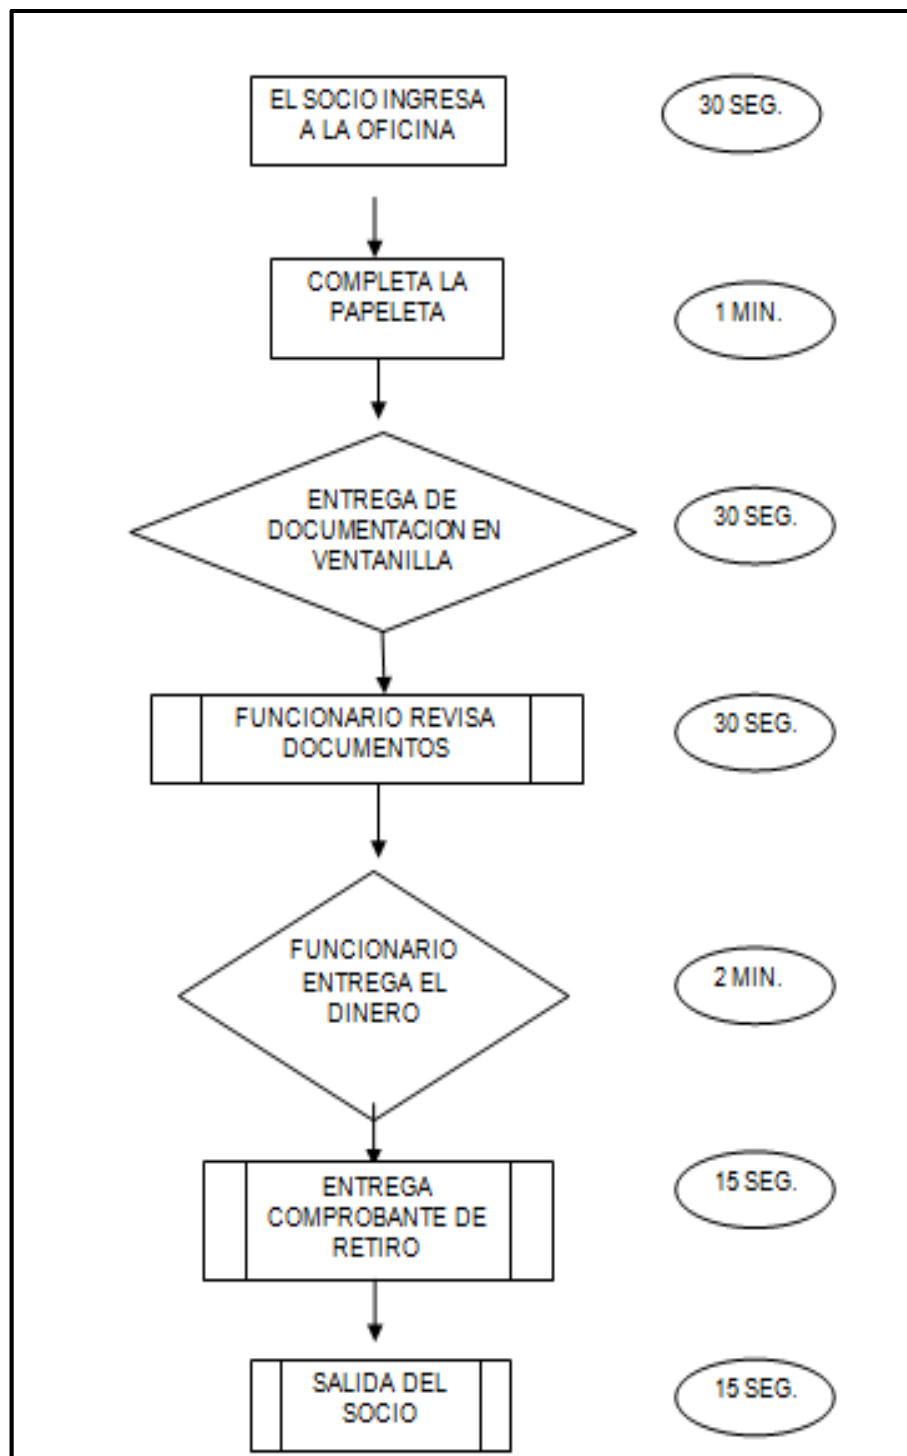 EL SOCIO INGRESA
A LA OFICINA
30 SEG.
COMPLETA LA
PAPELETA
1 MIN.
ENTREGA DE
DOCUMENTACION EN
VENTANILLA
30 SEG.
FUNCIONARIO REVISA
DOCUMENTOS
30 SEG.
FUNCIONARIO
ENTREGA EL
DINERO
2 MIN.
ENTREGA
COMPROBANTE DE
RETIRO
15 SEG.
SALIDA DEL
SOCIO
15 SEG.